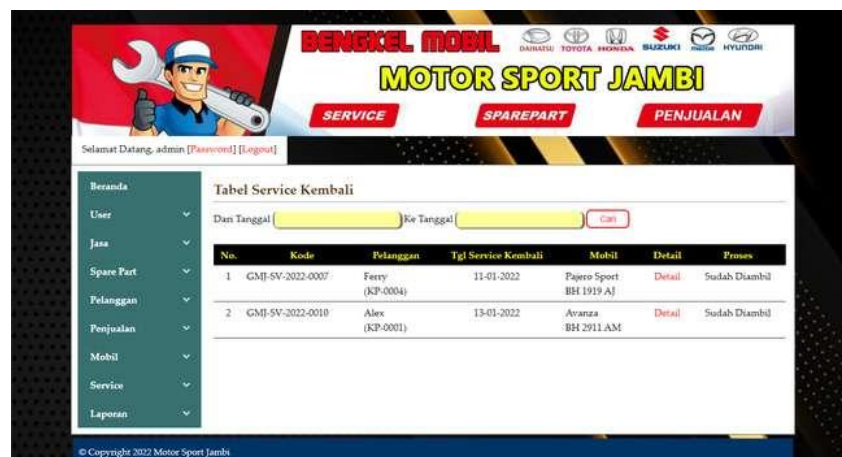 BENGKEL MOBIL DAIHATSU TOYOTA HONDA SUZUKI mazda HYUNDAI
MOTOR SPORT JAMBI
SERVICE SPAREPART PENJUALAN
Selamat Datang, admin [Password] [Logout]
Beranda
User
Jasa
Spare Part
Pelanggan
Penjualan
Mobil
Service
Laporan
Tabel Service Kembali
Dari Tanggal Ke Tanggal Cari
No. Kode Pelanggan Tgl Service Kembali Mobil Detail Proses
1 GMJ-SV-2022-0007 Ferry 11-01-2022 Pajero Sport Detail Sudah Diambil
(KP-0004) BH 1919 AJ
2 GMJ-SV-2022-0010 Alex 13-01-2022 Avanza Detail Sudah Diambil
(KP-0001) BH 2911 AM
© Copyright 2022 Motor Sport Jambi